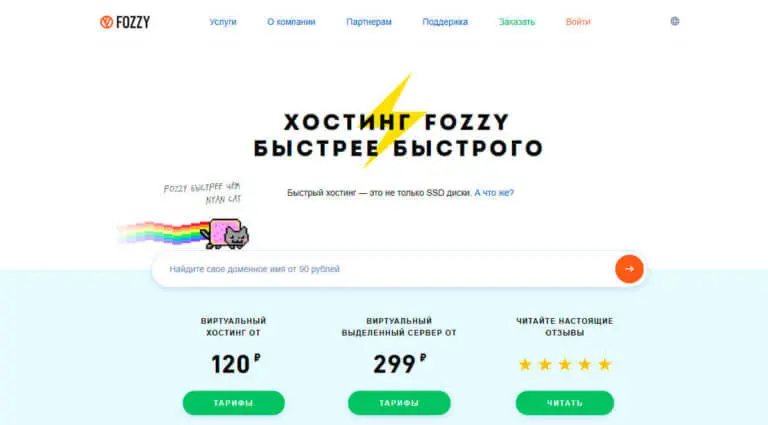 FOZZY
Услуги
О компании
Партнерам
Поддержка
Заказать
Войти
ХОСТИНГ FOZZY
БЫСТРЕЕ БЫСТРОГО
FOZZY БЫСТРЕЕ ЧЕМ
NYAN CAT
Быстрый хостинг — это не только SSD диски. А что же?
Найдите свое доменное имя от 90 рублей
ВИРТУАЛЬНЫЙ
ХОСТИНГ ОТ
120 ₽
ТАРИФЫ
ВИРТУАЛЬНЫЙ
ВЫДЕЛЕННЫЙ СЕРВЕР ОТ
299 ₽
ТАРИФЫ
ЧИТАЙТЕ НАСТОЯЩИЕ
ОТЗЫВЫ
ЧИТАТЬ